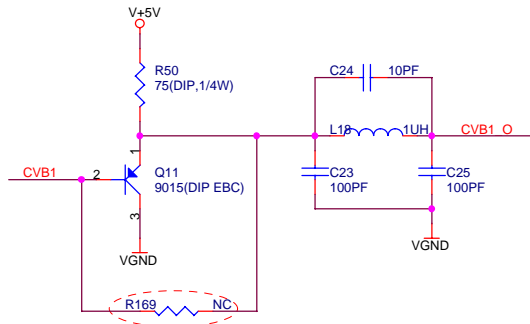 V+5V
R50
75(DIP,1/4W)
C24 10PF
L18 1UH
CVB1_O
1
CVB1
2
Q11
9015(DIP EBC)
3
C23
100PF
C25
100PF
VGND
VGND
R169 NC